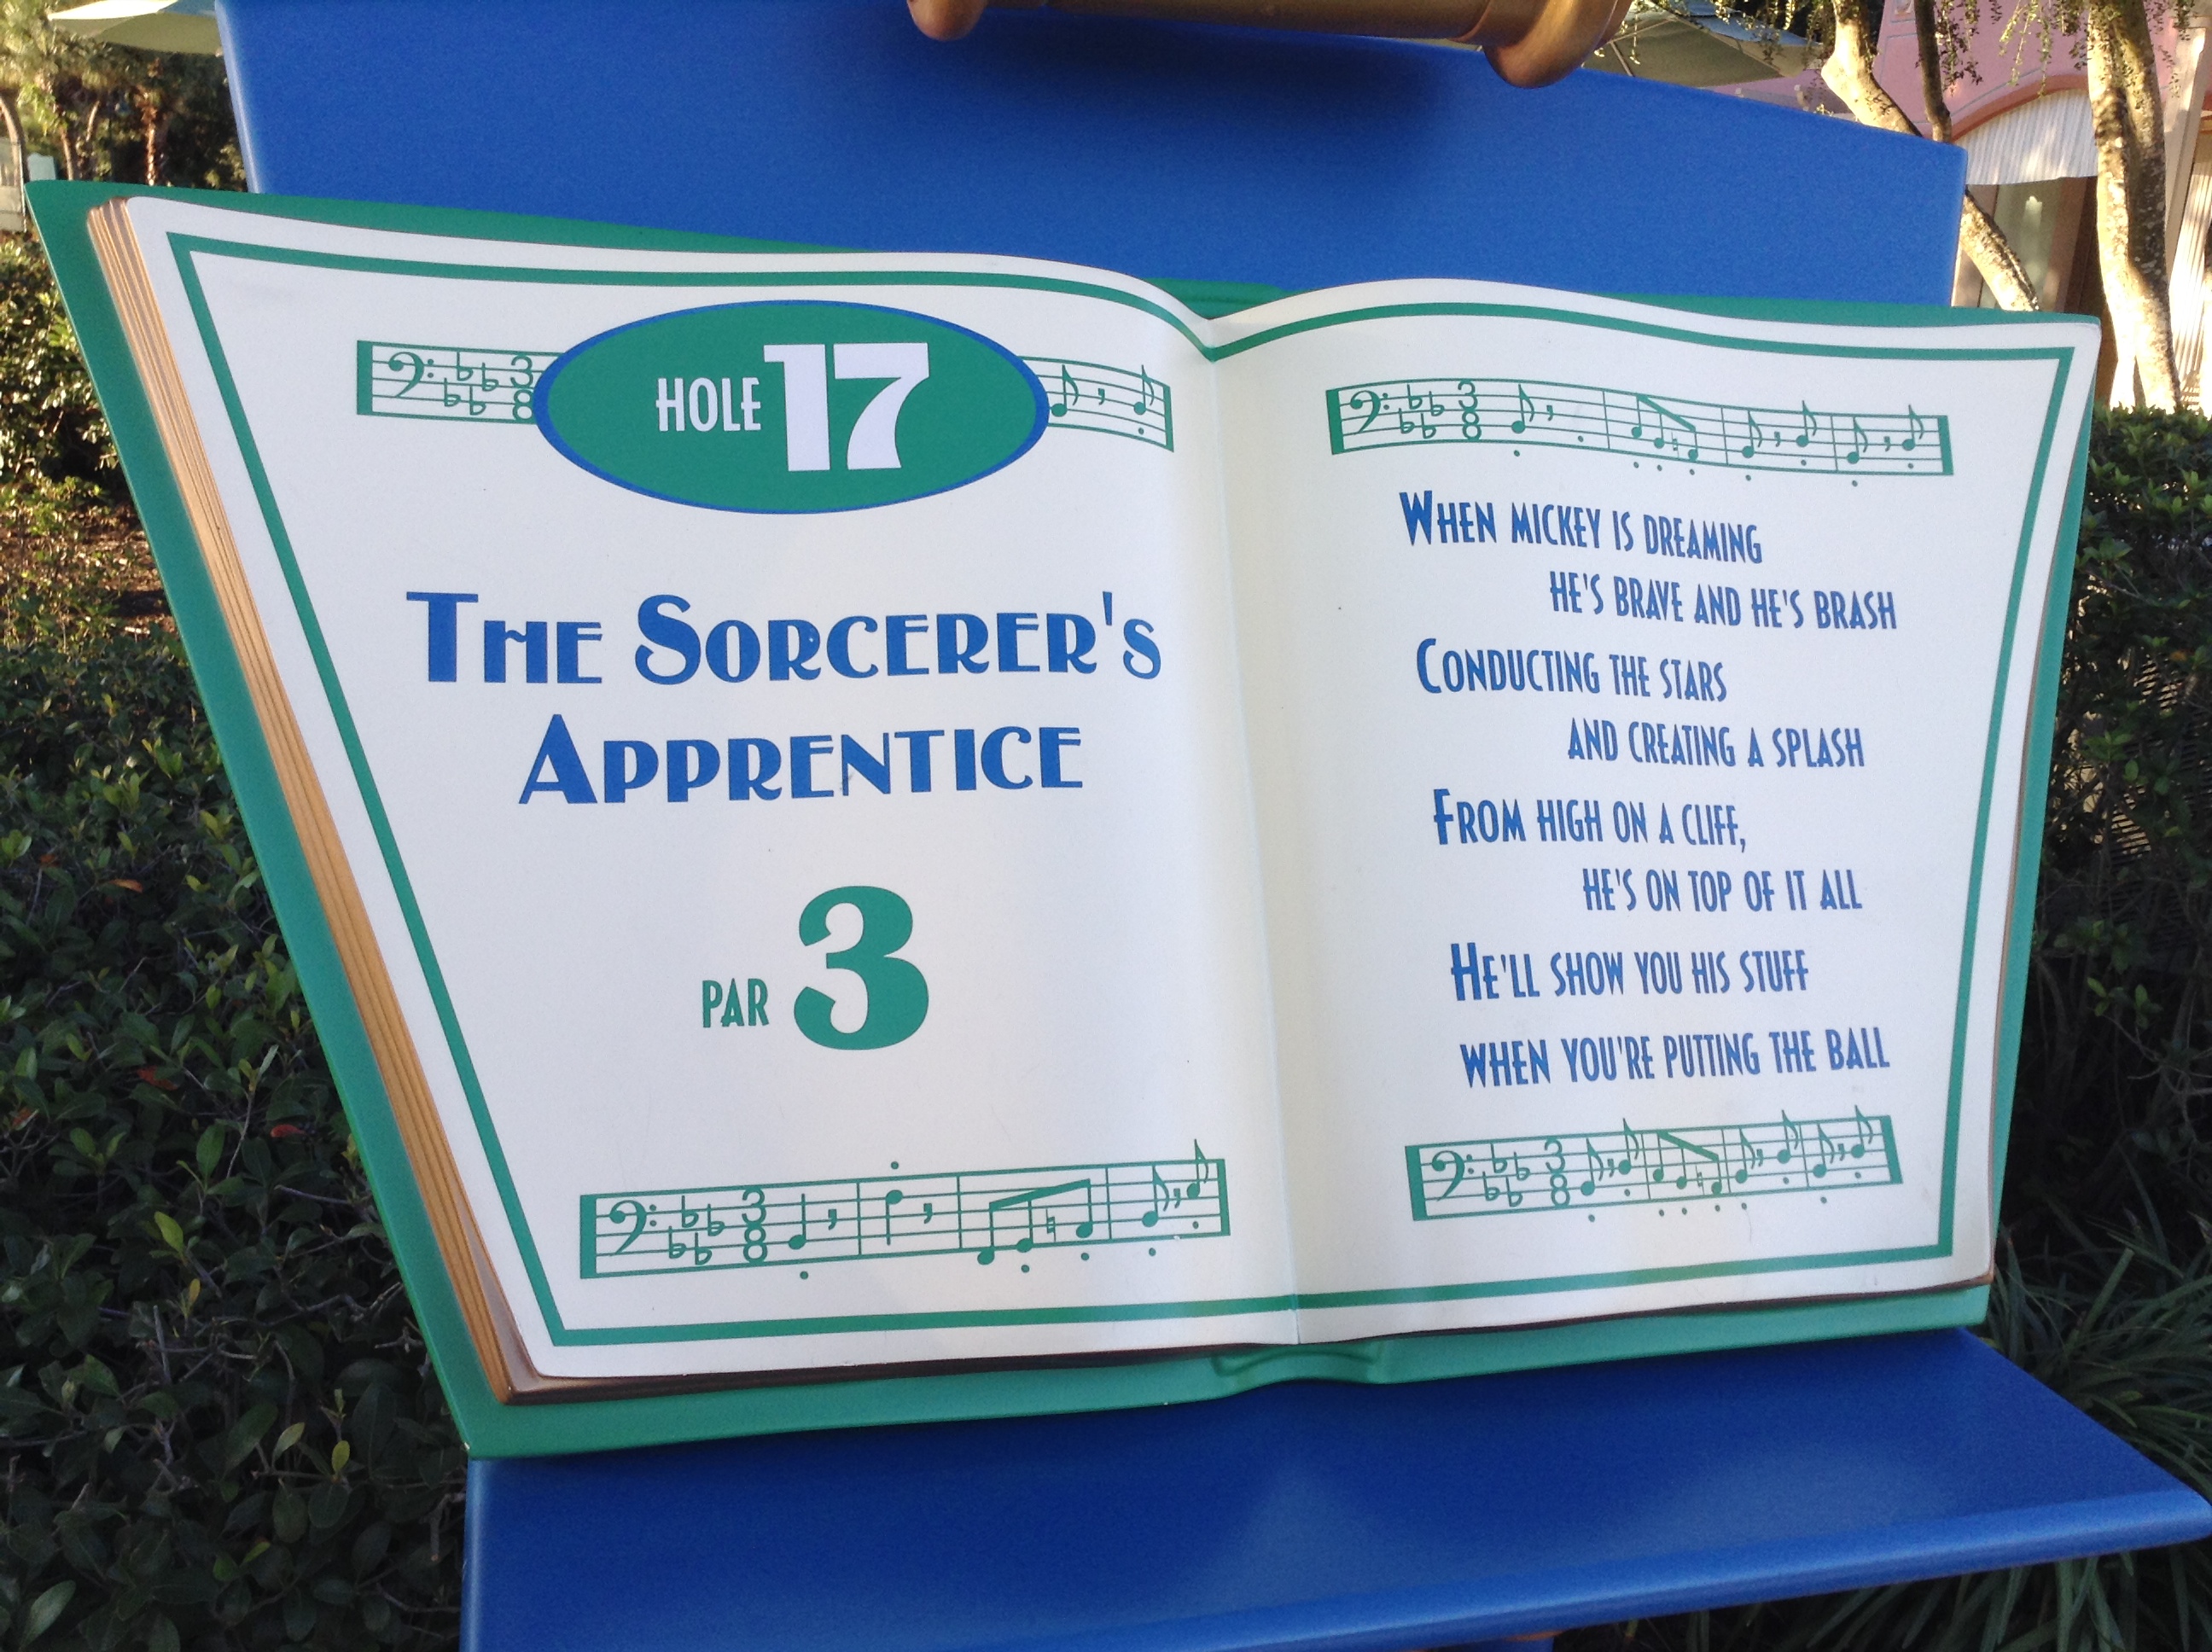 HOLE 17
THE SORCERER'S
APPRENTICE
PAR 3
WHEN MICKEY IS DREAMING
HE'S BRAVE AND HE'S BRASH
CONDUCTING THE STARS
AND CREATING A SPLASH
FROM HIGH ON A CLIFF,
HE'S ON TOP OF IT ALL
HE'LL SHOW YOU HIS STUFF
WHEN YOU'RE PUTTING THE BALL